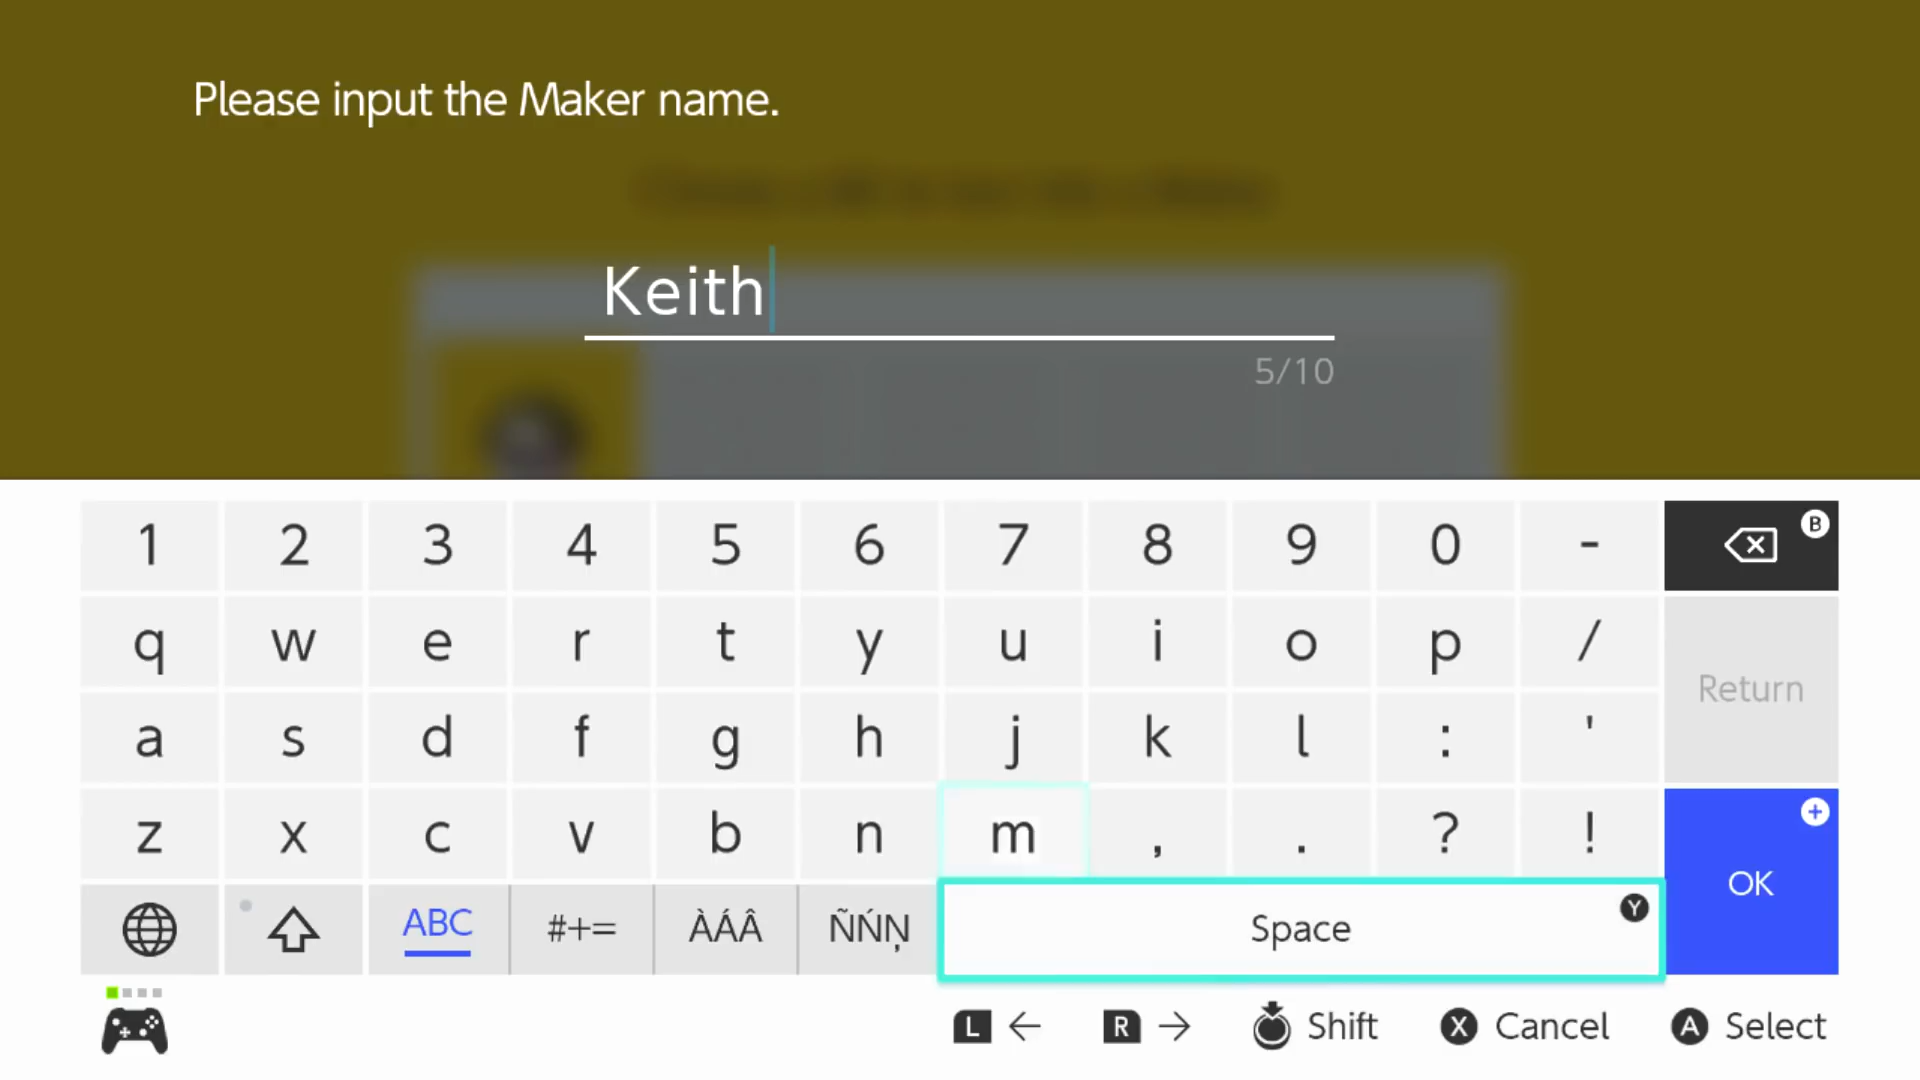 Please input the Maker name.
Keith
5/10
1 2 3 4 5 6 7 8 9 0 - B
q w e r t y u i o p /
Return
a s d f g h j k l : '
z x c v b n m , . ? ! +
OK
ABC #+= ÀÁÂ ÑŃŅ Space Y
L ← R → Shift X Cancel A Select